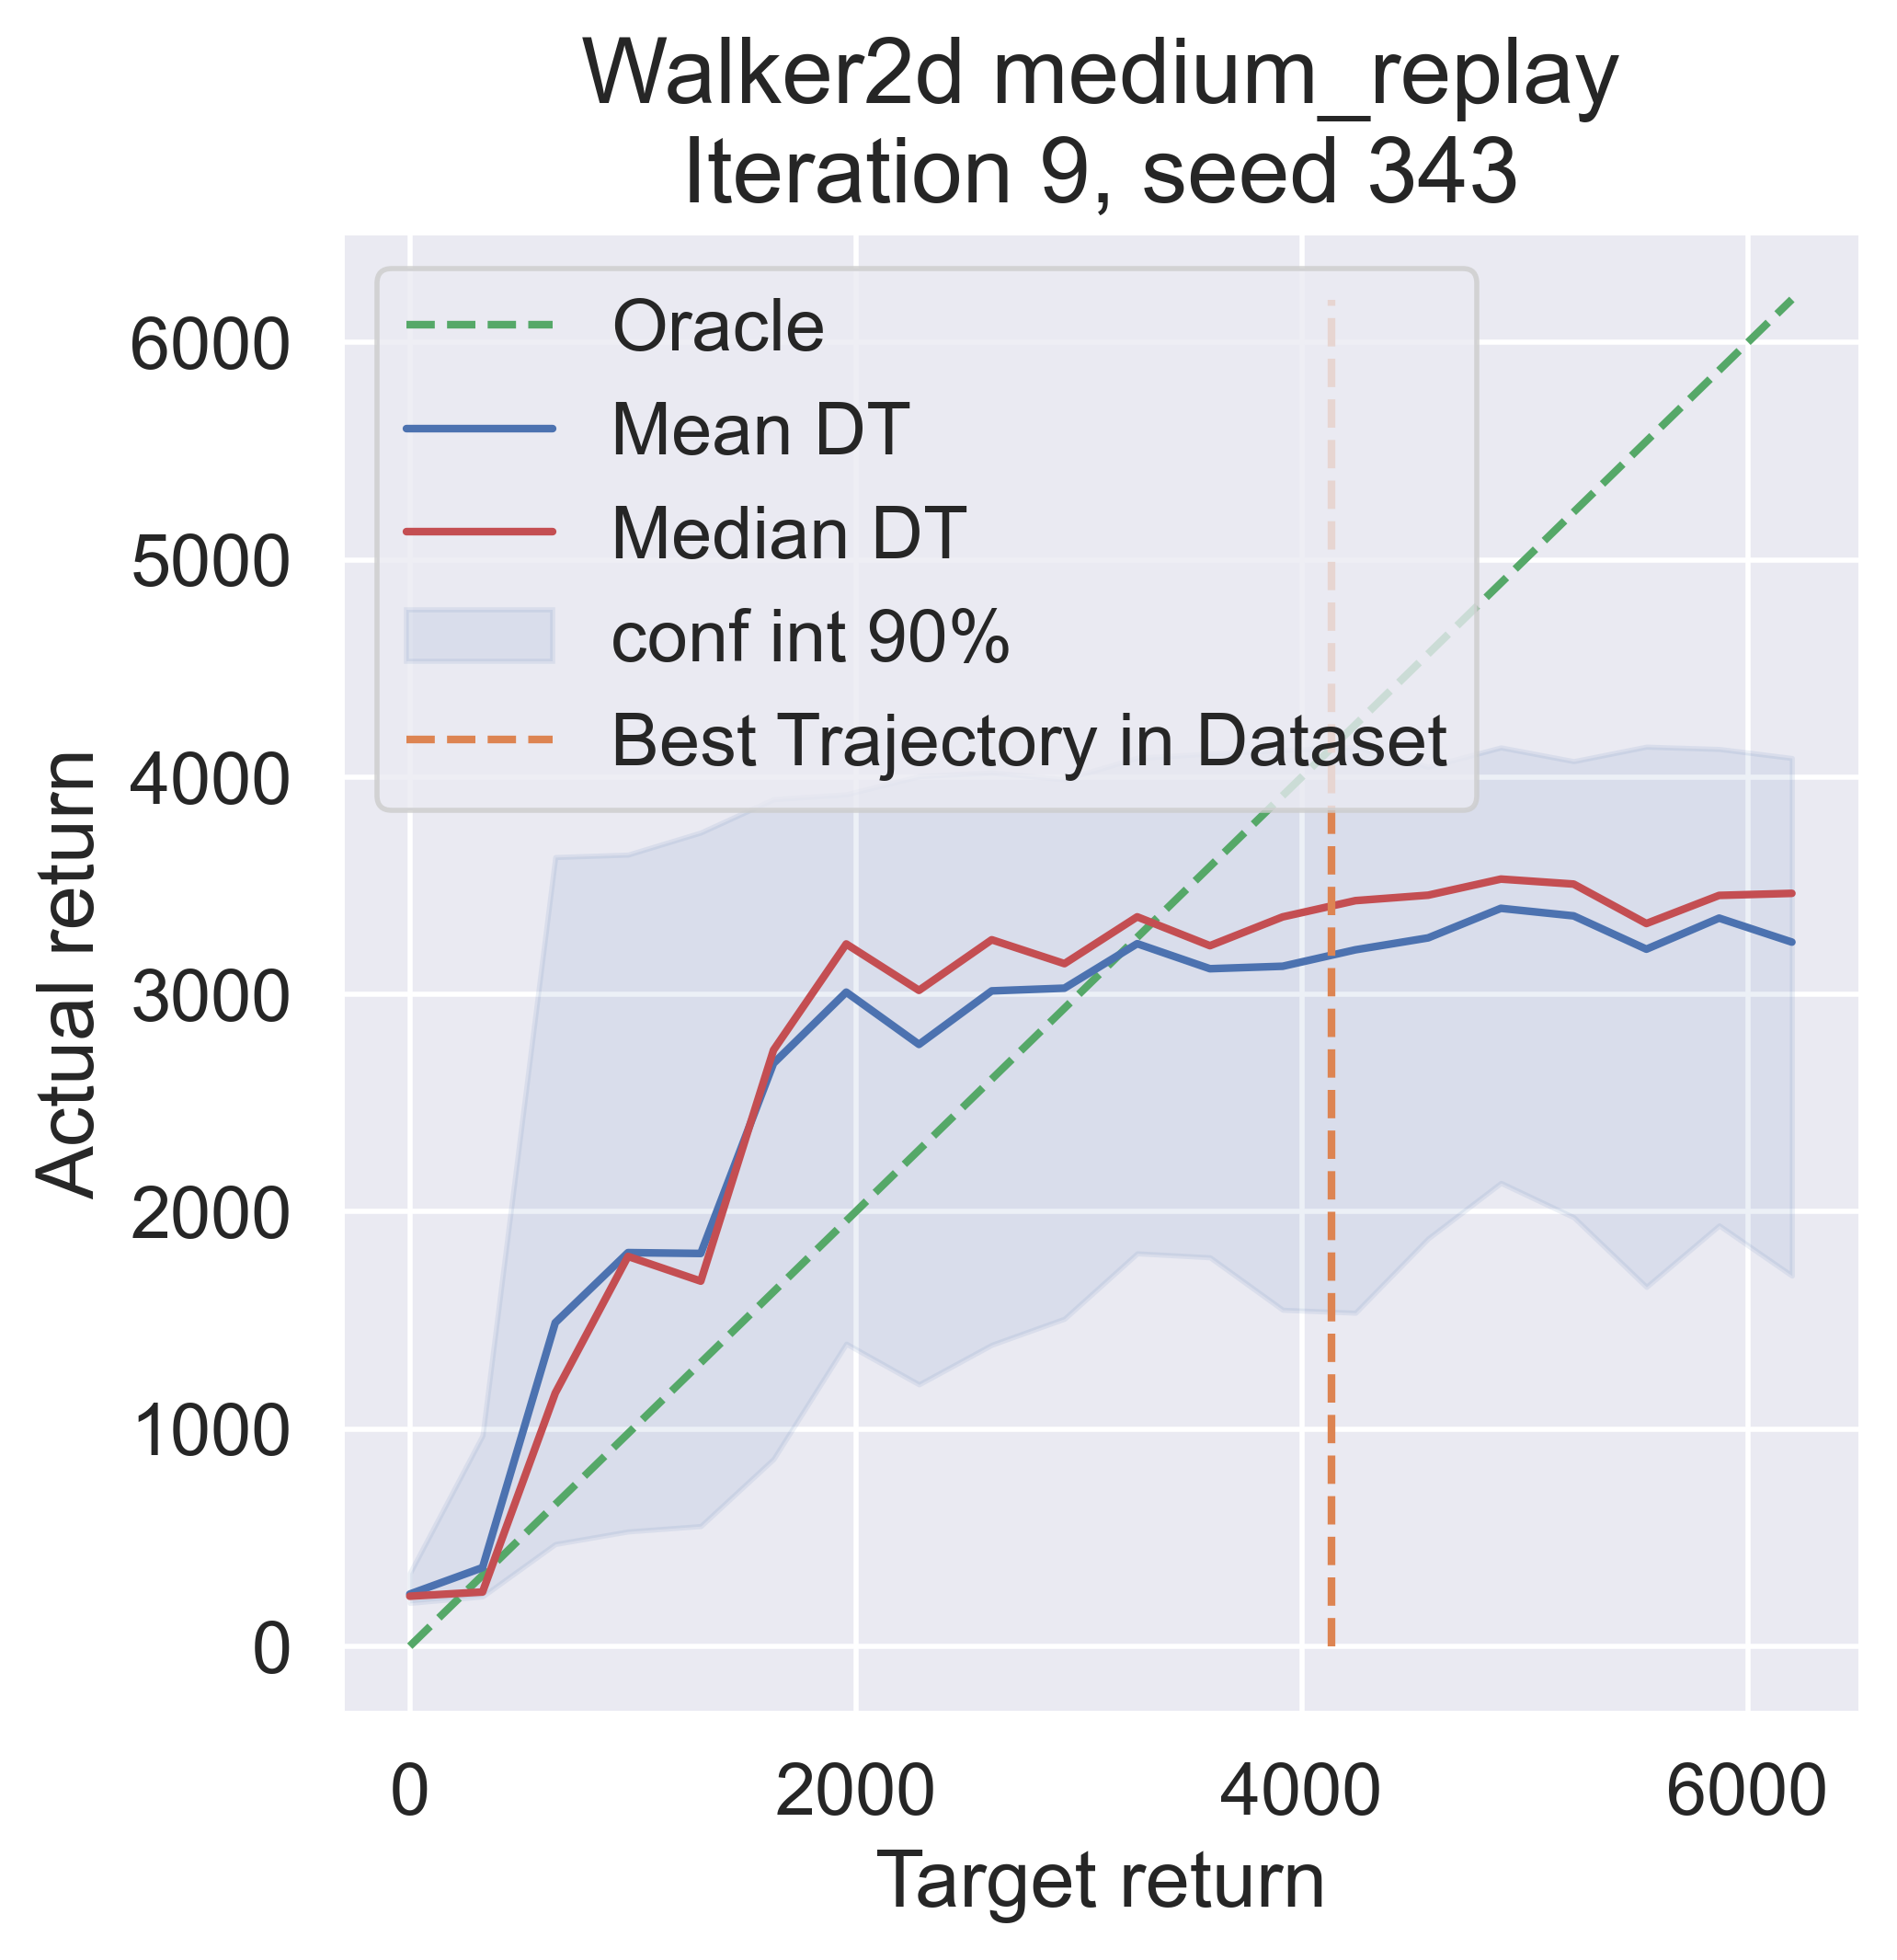 Walker2d medium_replay
Iteration 9, seed 343
Oracle
Mean DT
Median DT
conf int 90%
Best Trajectory in Dataset
Actual return
6000
5000
4000
3000
2000
1000
0
0 2000 4000 6000
Target return